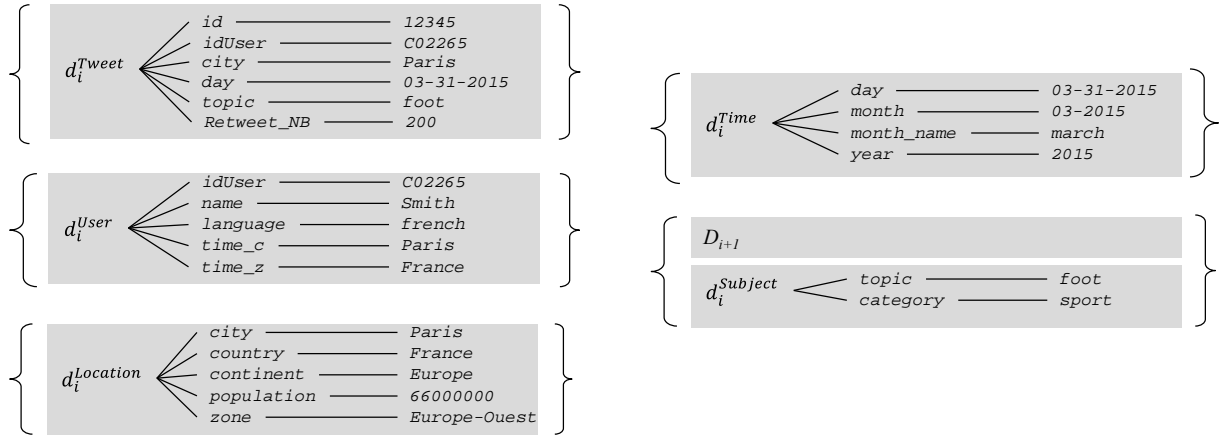 id 12345
idUser C02265
city Paris
d_i^Tweet
day 03-31-2015
topic foot
Retweet_NB 200
idUser C02265
name Smith
d_i^User
language french
time_c Paris
time_z France
city Paris
country France
d_i^Location
continent Europe
population 66000000
zone Europe-Ouest
day 03-31-2015
month 03-2015
d_i^Time
month_name march
year 2015
D_{i+1}
topic foot
d_i^Subject
category sport